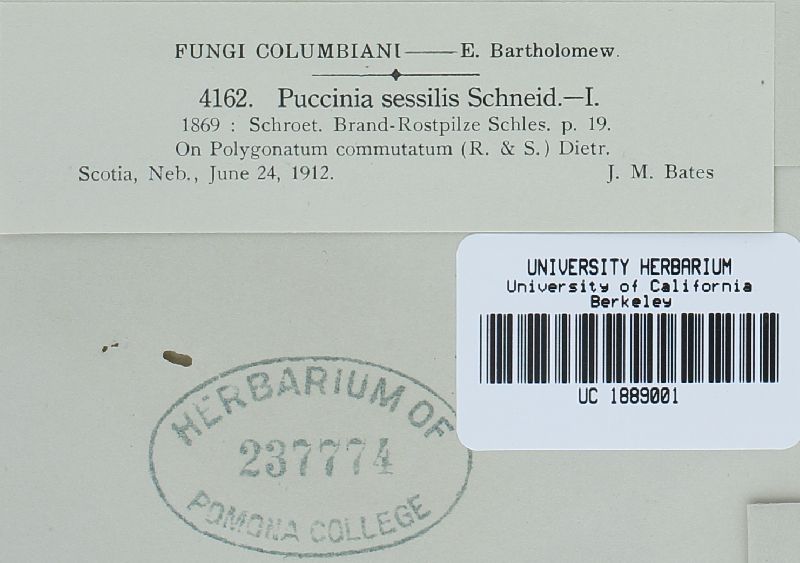 FUNGI COLUMBIANI—E. Bartholomew.
4162. Puccinia sessilis Schneid.—I.
1869 : Schroet. Brand-Rostpilze Schles. p. 19.
On Polygonatum commutatum (R. & S.) Dietr.
Scotia, Neb., June 24, 1912. J. M. Bates
UNIVERSITY HERBARIUM
University of California
Berkeley
UC 1889001
HERBARIUM OF
237774
POMONA COLLEGE